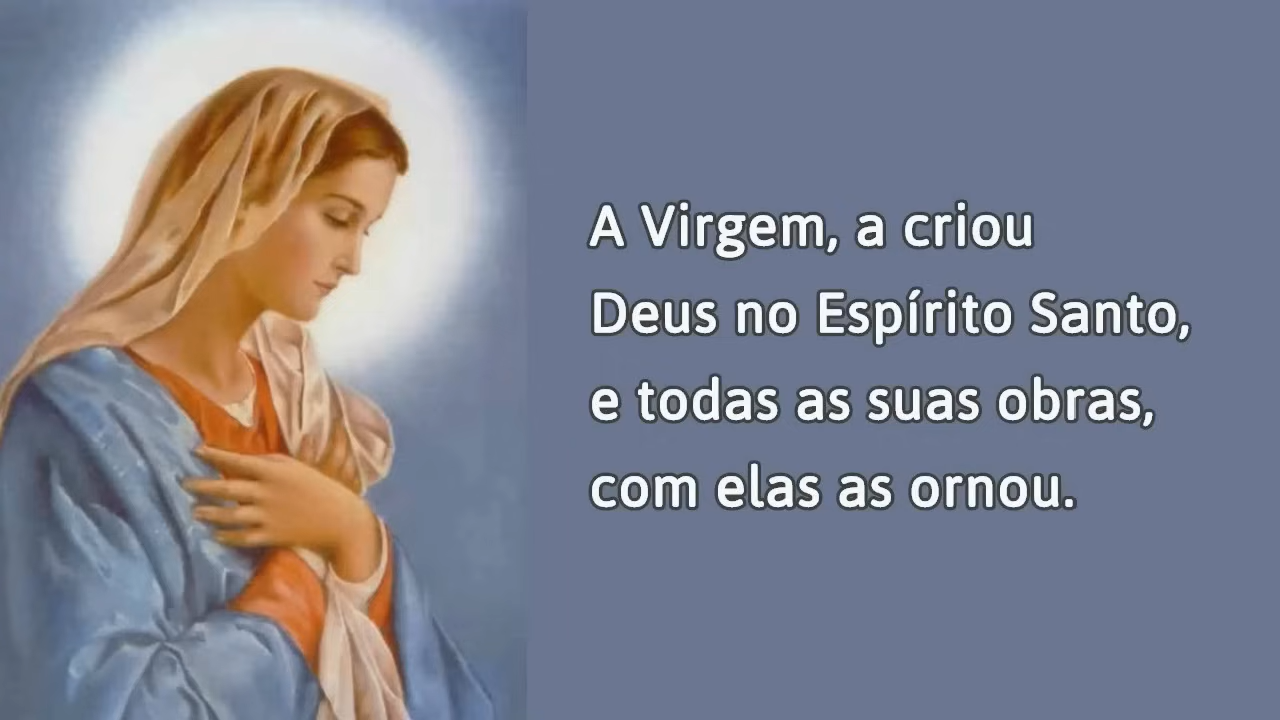 A Virgem, a criou
Deus no Espírito Santo,
e todas as suas obras,
com elas as ornou.